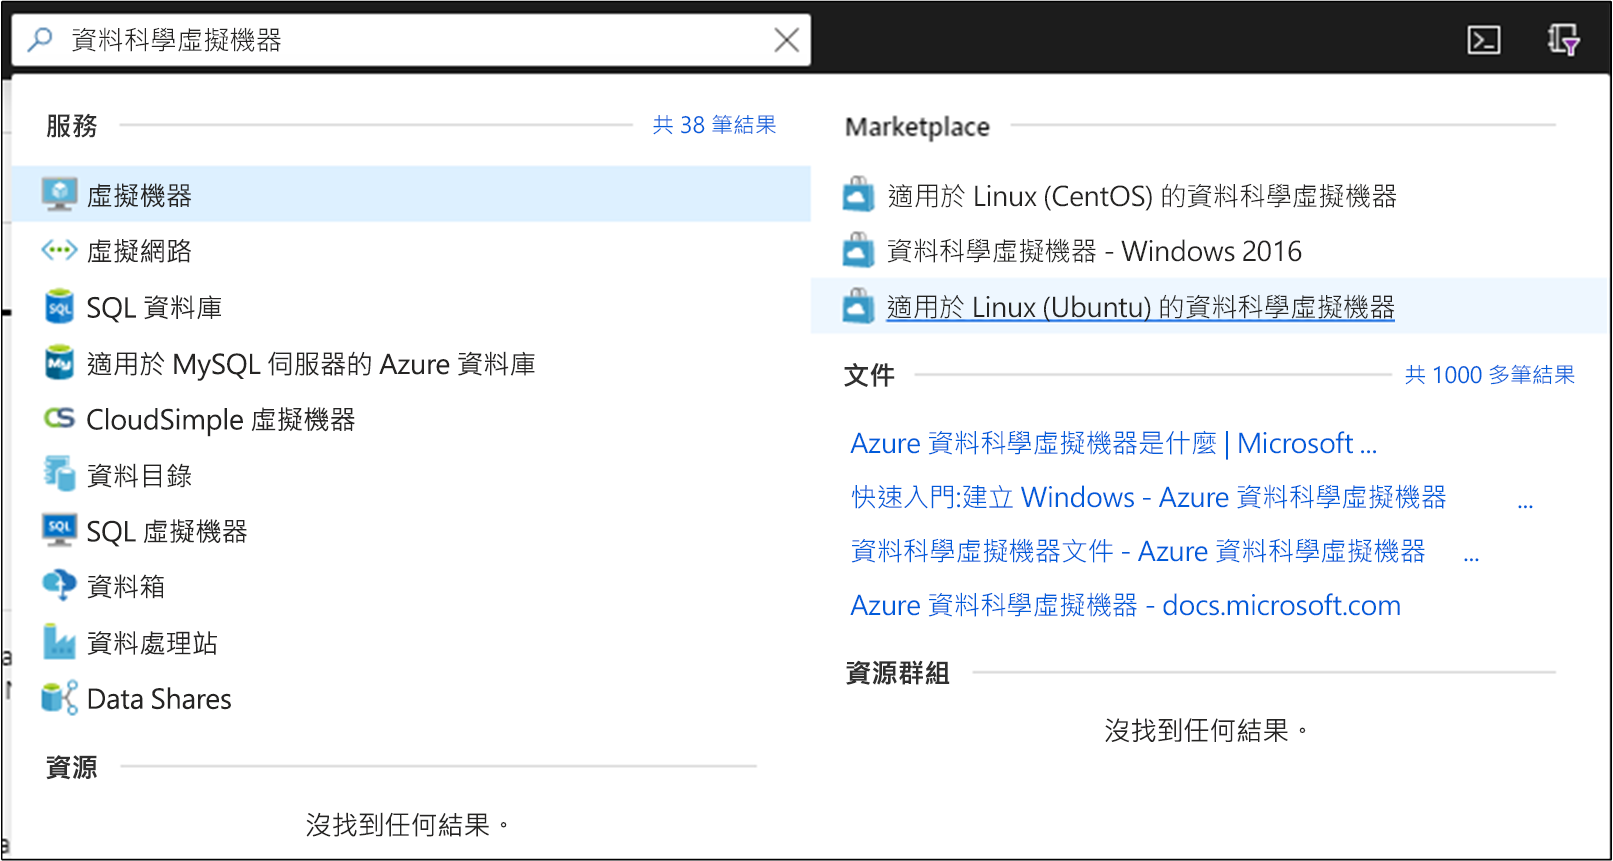 資料科學虛擬機器
服務
共 38 筆結果
虛擬機器
虛擬網路
SQL 資料庫
適用於 MySQL 伺服器的 Azure 資料庫
CloudSimple 虛擬機器
資料目錄
SQL 虛擬機器
資料箱
資料處理站
Data Shares
資源
沒找到任何結果。
Marketplace
適用於 Linux (CentOS) 的資料科學虛擬機器
資料科學虛擬機器 - Windows 2016
適用於 Linux (Ubuntu) 的資料科學虛擬機器
文件
共 1000 多筆結果
Azure 資料科學虛擬機器是什麼 | Microsoft ...
快速入門:建立 Windows - Azure 資料科學虛擬機器 ...
資料科學虛擬機器文件 - Azure 資料科學虛擬機器 ...
Azure 資料科學虛擬機器 - docs.microsoft.com
資源群組
沒找到任何結果。